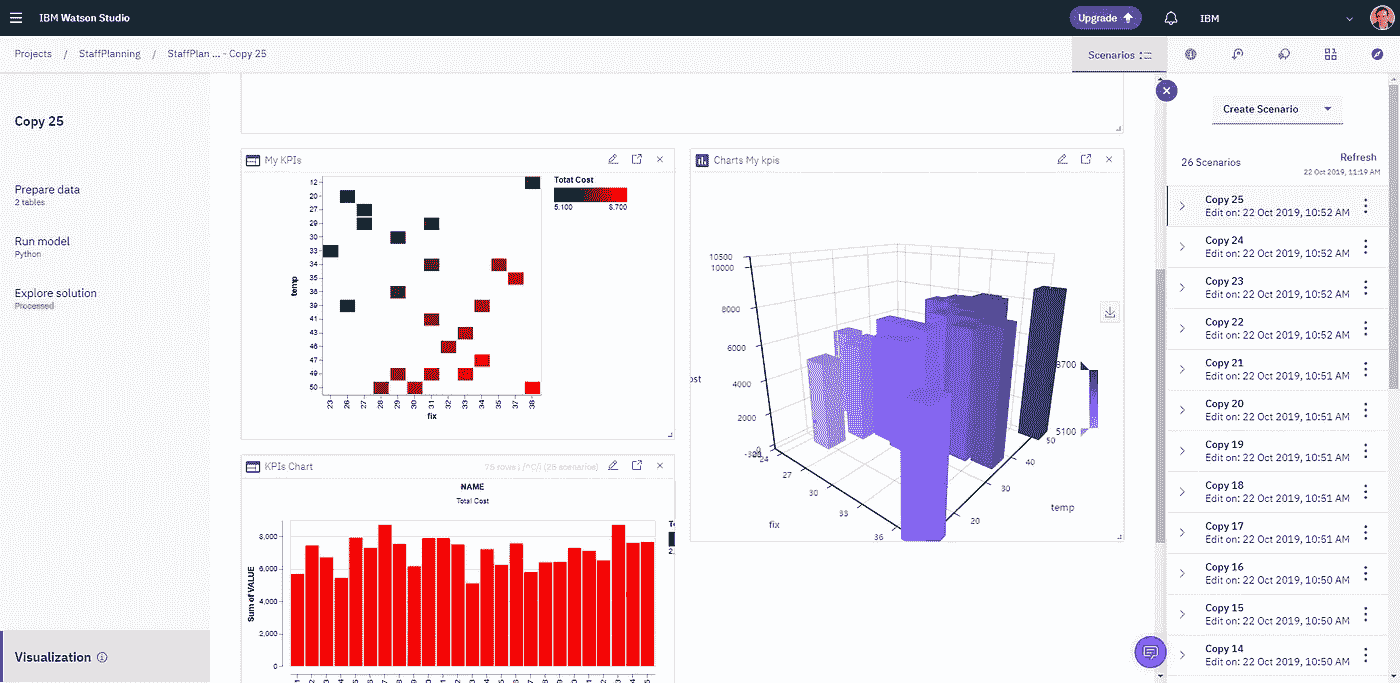 IBM Watson Studio
Upgrade
IBM
Projects / StaffPlanning / StaffPlan ... - Copy 25
Scenarios
Copy 25
Prepare data
2 tables
Run model
Python
Explore solution
Processed
Visualization
My KPIs
Total Cost
5,100 8,700
temp
12
20
27
29
30
33
34
35
36
39
41
43
46
47
49
50
23 26 27 28 29 30 31 32 33 34 35 37 38
fix
Charts My kpis
10500
10000
8000
6000
4000
2000
24
27
30
33
36
fix
20
30
40
50
temp
8700
5100
KPIs Chart
75 rows
(25 scenarios)
NAME
Total Cost
Sum of VALUE
8,000
6,000
4,000
2,000
0
Create Scenario
26 Scenarios
Refresh
22 Oct 2019, 11:19 AM
Copy 25
Edit on: 22 Oct 2019, 10:52 AM
Copy 24
Edit on: 22 Oct 2019, 10:52 AM
Copy 23
Edit on: 22 Oct 2019, 10:52 AM
Copy 22
Edit on: 22 Oct 2019, 10:52 AM
Copy 21
Edit on: 22 Oct 2019, 10:51 AM
Copy 20
Edit on: 22 Oct 2019, 10:51 AM
Copy 19
Edit on: 22 Oct 2019, 10:51 AM
Copy 18
Edit on: 22 Oct 2019, 10:51 AM
Copy 17
Edit on: 22 Oct 2019, 10:51 AM
Copy 16
Edit on: 22 Oct 2019, 10:50 AM
Copy 15
Edit on: 22 Oct 2019, 10:50 AM
Copy 14
Edit on: 22 Oct 2019, 10:50 AM